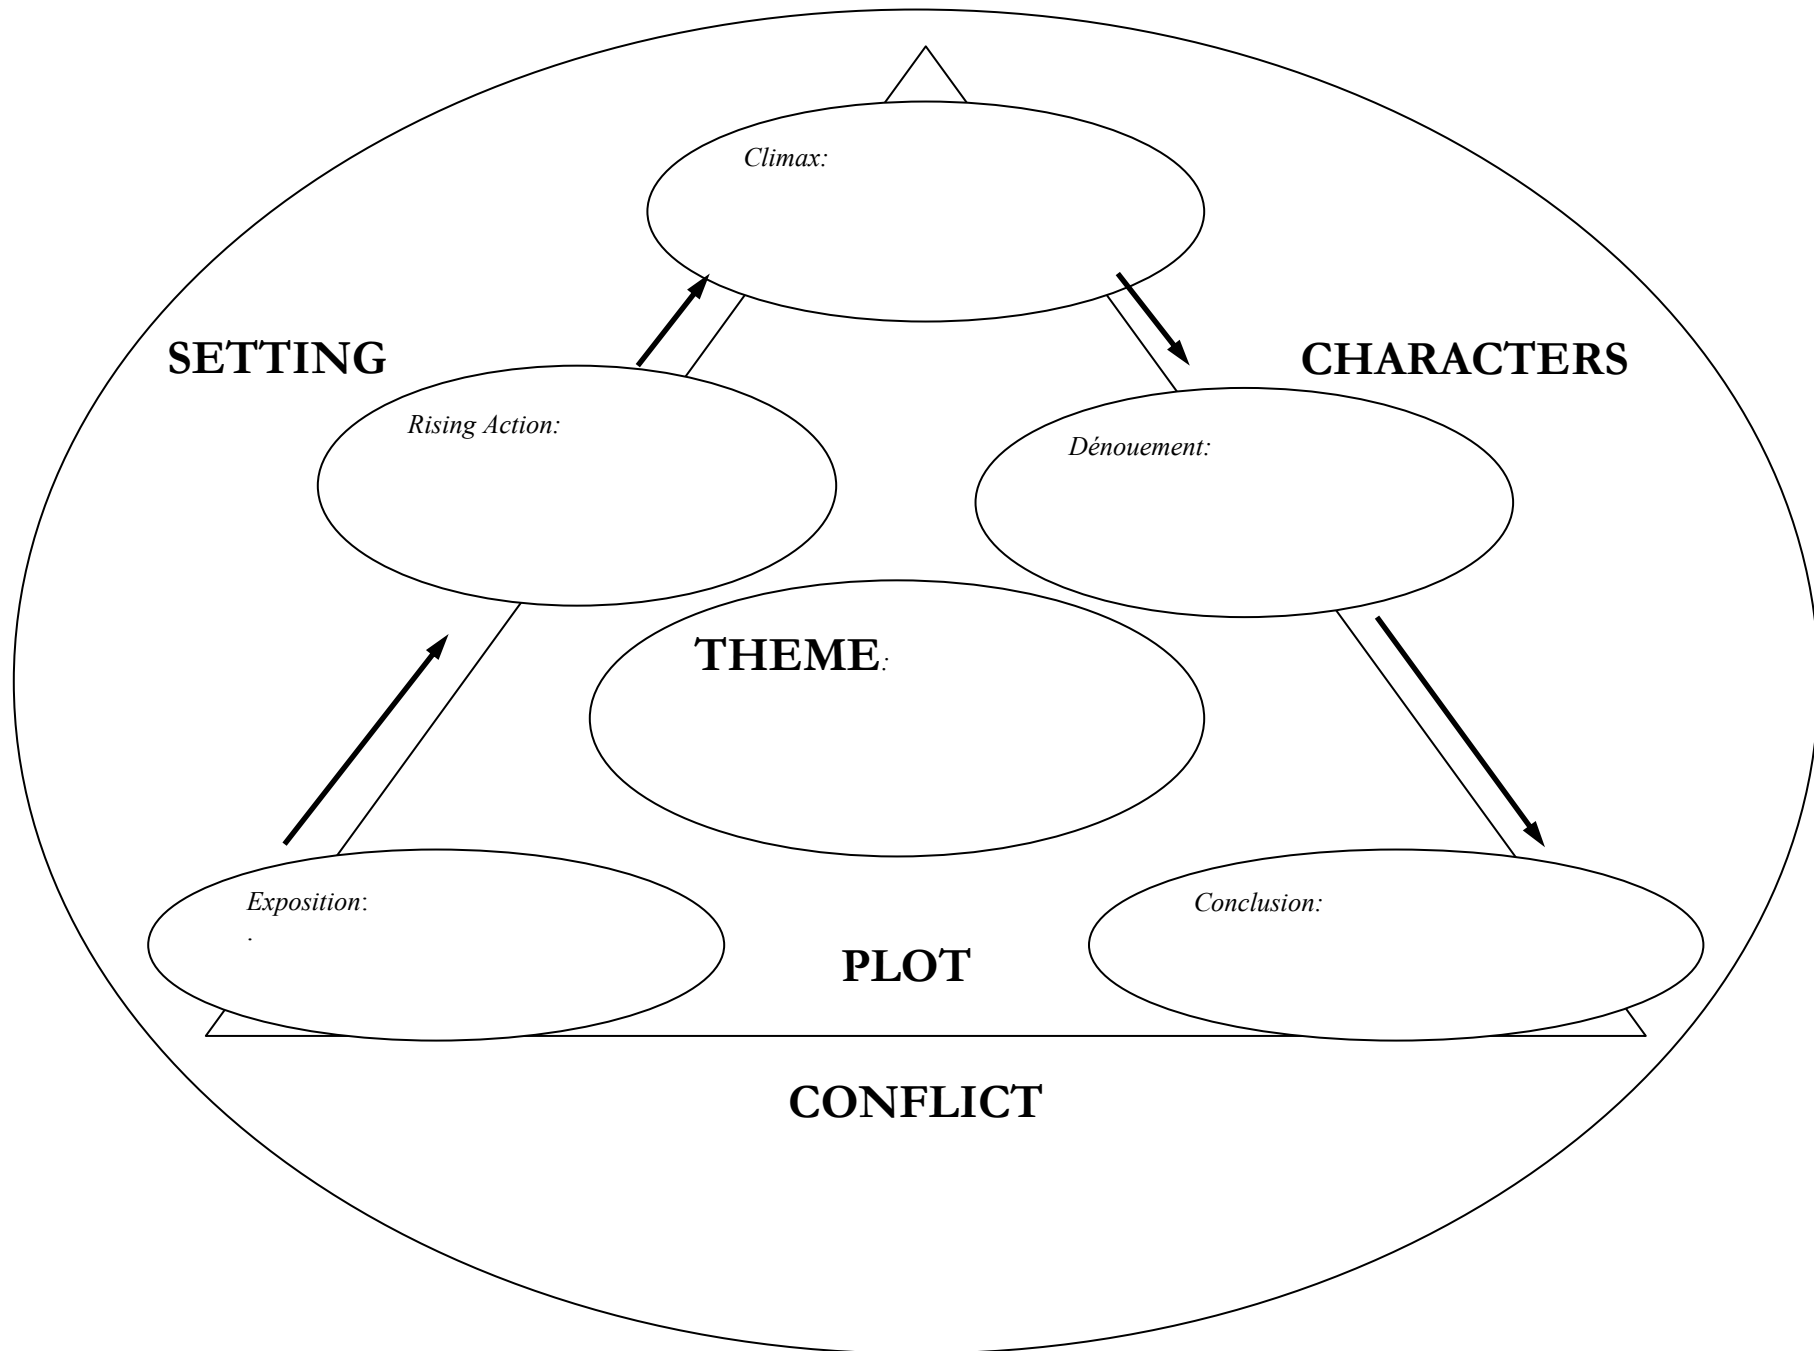 Climax:
SETTING
CHARACTERS
Rising Action:
Dénouement:
THEME:
Exposition:
.
Conclusion:
PLOT
CONFLICT